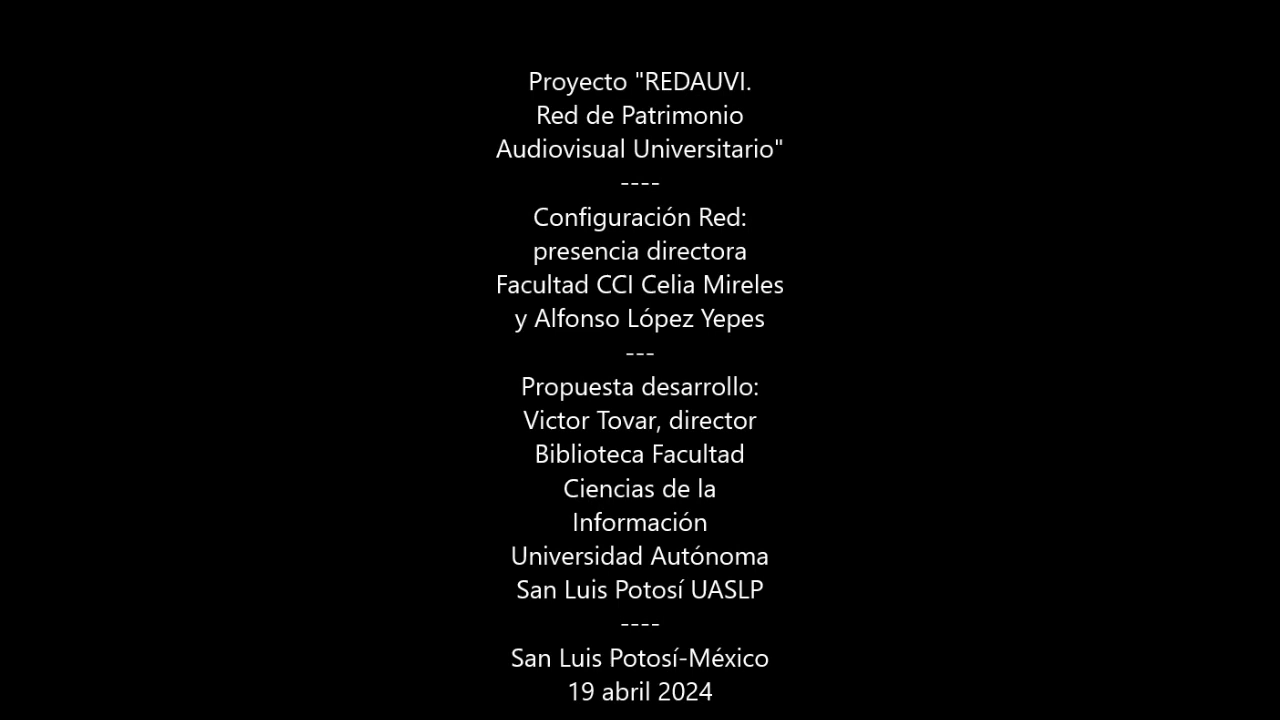 Proyecto "REDAUVI.
Red de Patrimonio
Audiovisual Universitario"
----
Configuración Red:
presencia directora
Facultad CCI Celia Mireles
y Alfonso López Yepes
---
Propuesta desarrollo:
Victor Tovar, director
Biblioteca Facultad
Ciencias de la
Información
Universidad Autónoma
San Luis Potosí UASLP
----
San Luis Potosí-México
19 abril 2024